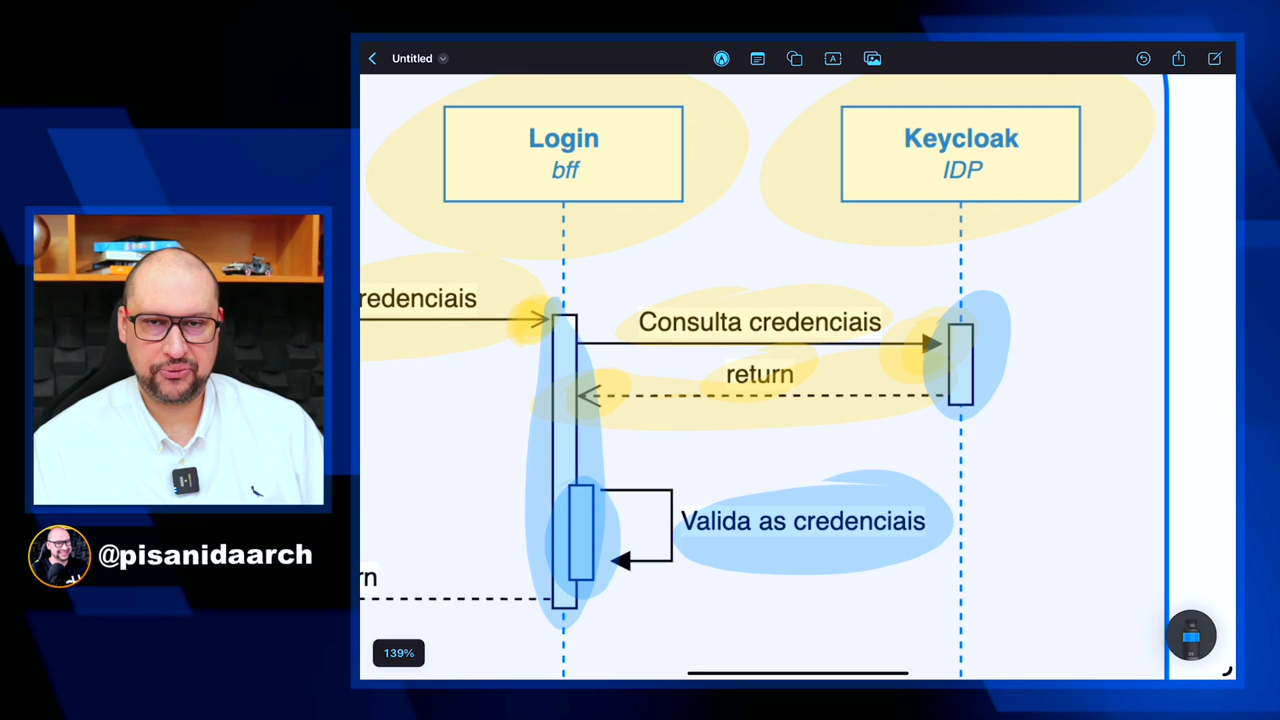 Untitled
Login
bff
Keycloak
IDP
redenciais
Consulta credenciais
return
Valida as credenciais
rn
139%
@pisanidaarch